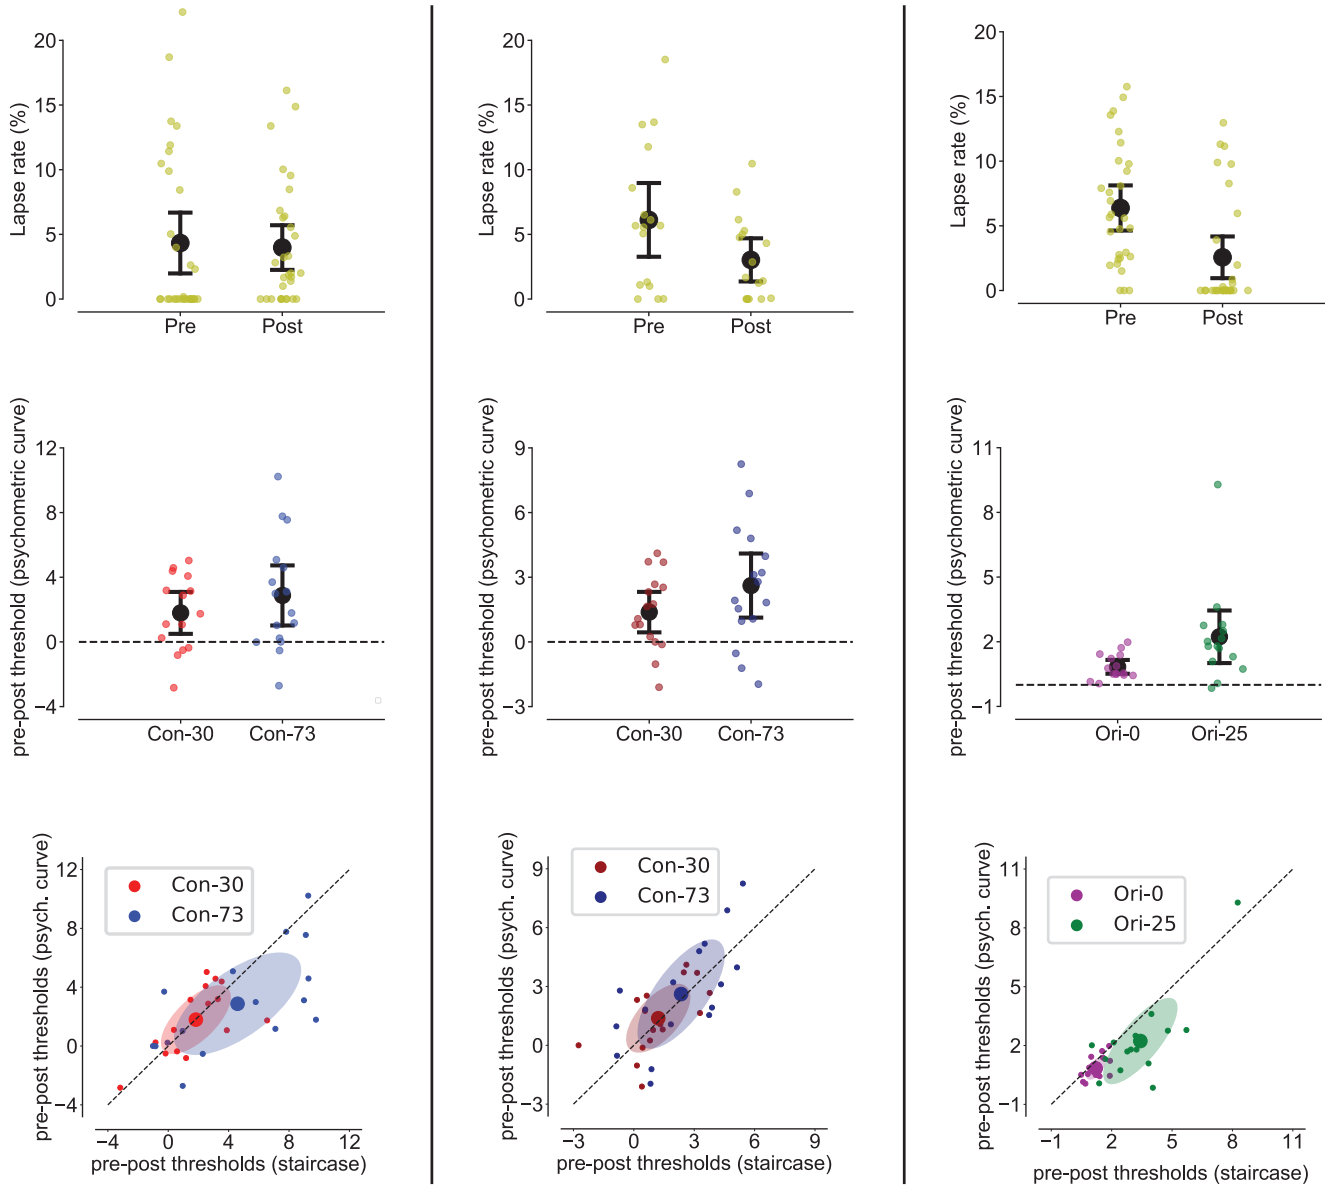 Lapse rate (%)
20
15
10
5
0
Pre
Post
Lapse rate (%)
20
15
10
5
0
Pre
Post
Lapse rate (%)
20
15
10
5
0
Pre
Post
pre-post threshold (psychometric curve)
12
8
4
0
−4
Con-30
Con-73
pre-post threshold (psychometric curve)
9
6
3
0
−3
Con-30
Con-73
pre-post threshold (psychometric curve)
11
8
5
2
−1
Ori-0
Ori-25
pre-post thresholds (psych. curve)
12
8
4
0
−4
Con-30
Con-73
−4 0 4 8 12
pre-post thresholds (staircase)
pre-post thresholds (psych. curve)
9
6
3
0
−3
Con-30
Con-73
−3 0 3 6 9
pre-post thresholds (staircase)
pre-post thresholds (psych. curve)
11
8
5
2
−1
Ori-0
Ori-25
−1 2 5 8 11
pre-post thresholds (staircase)